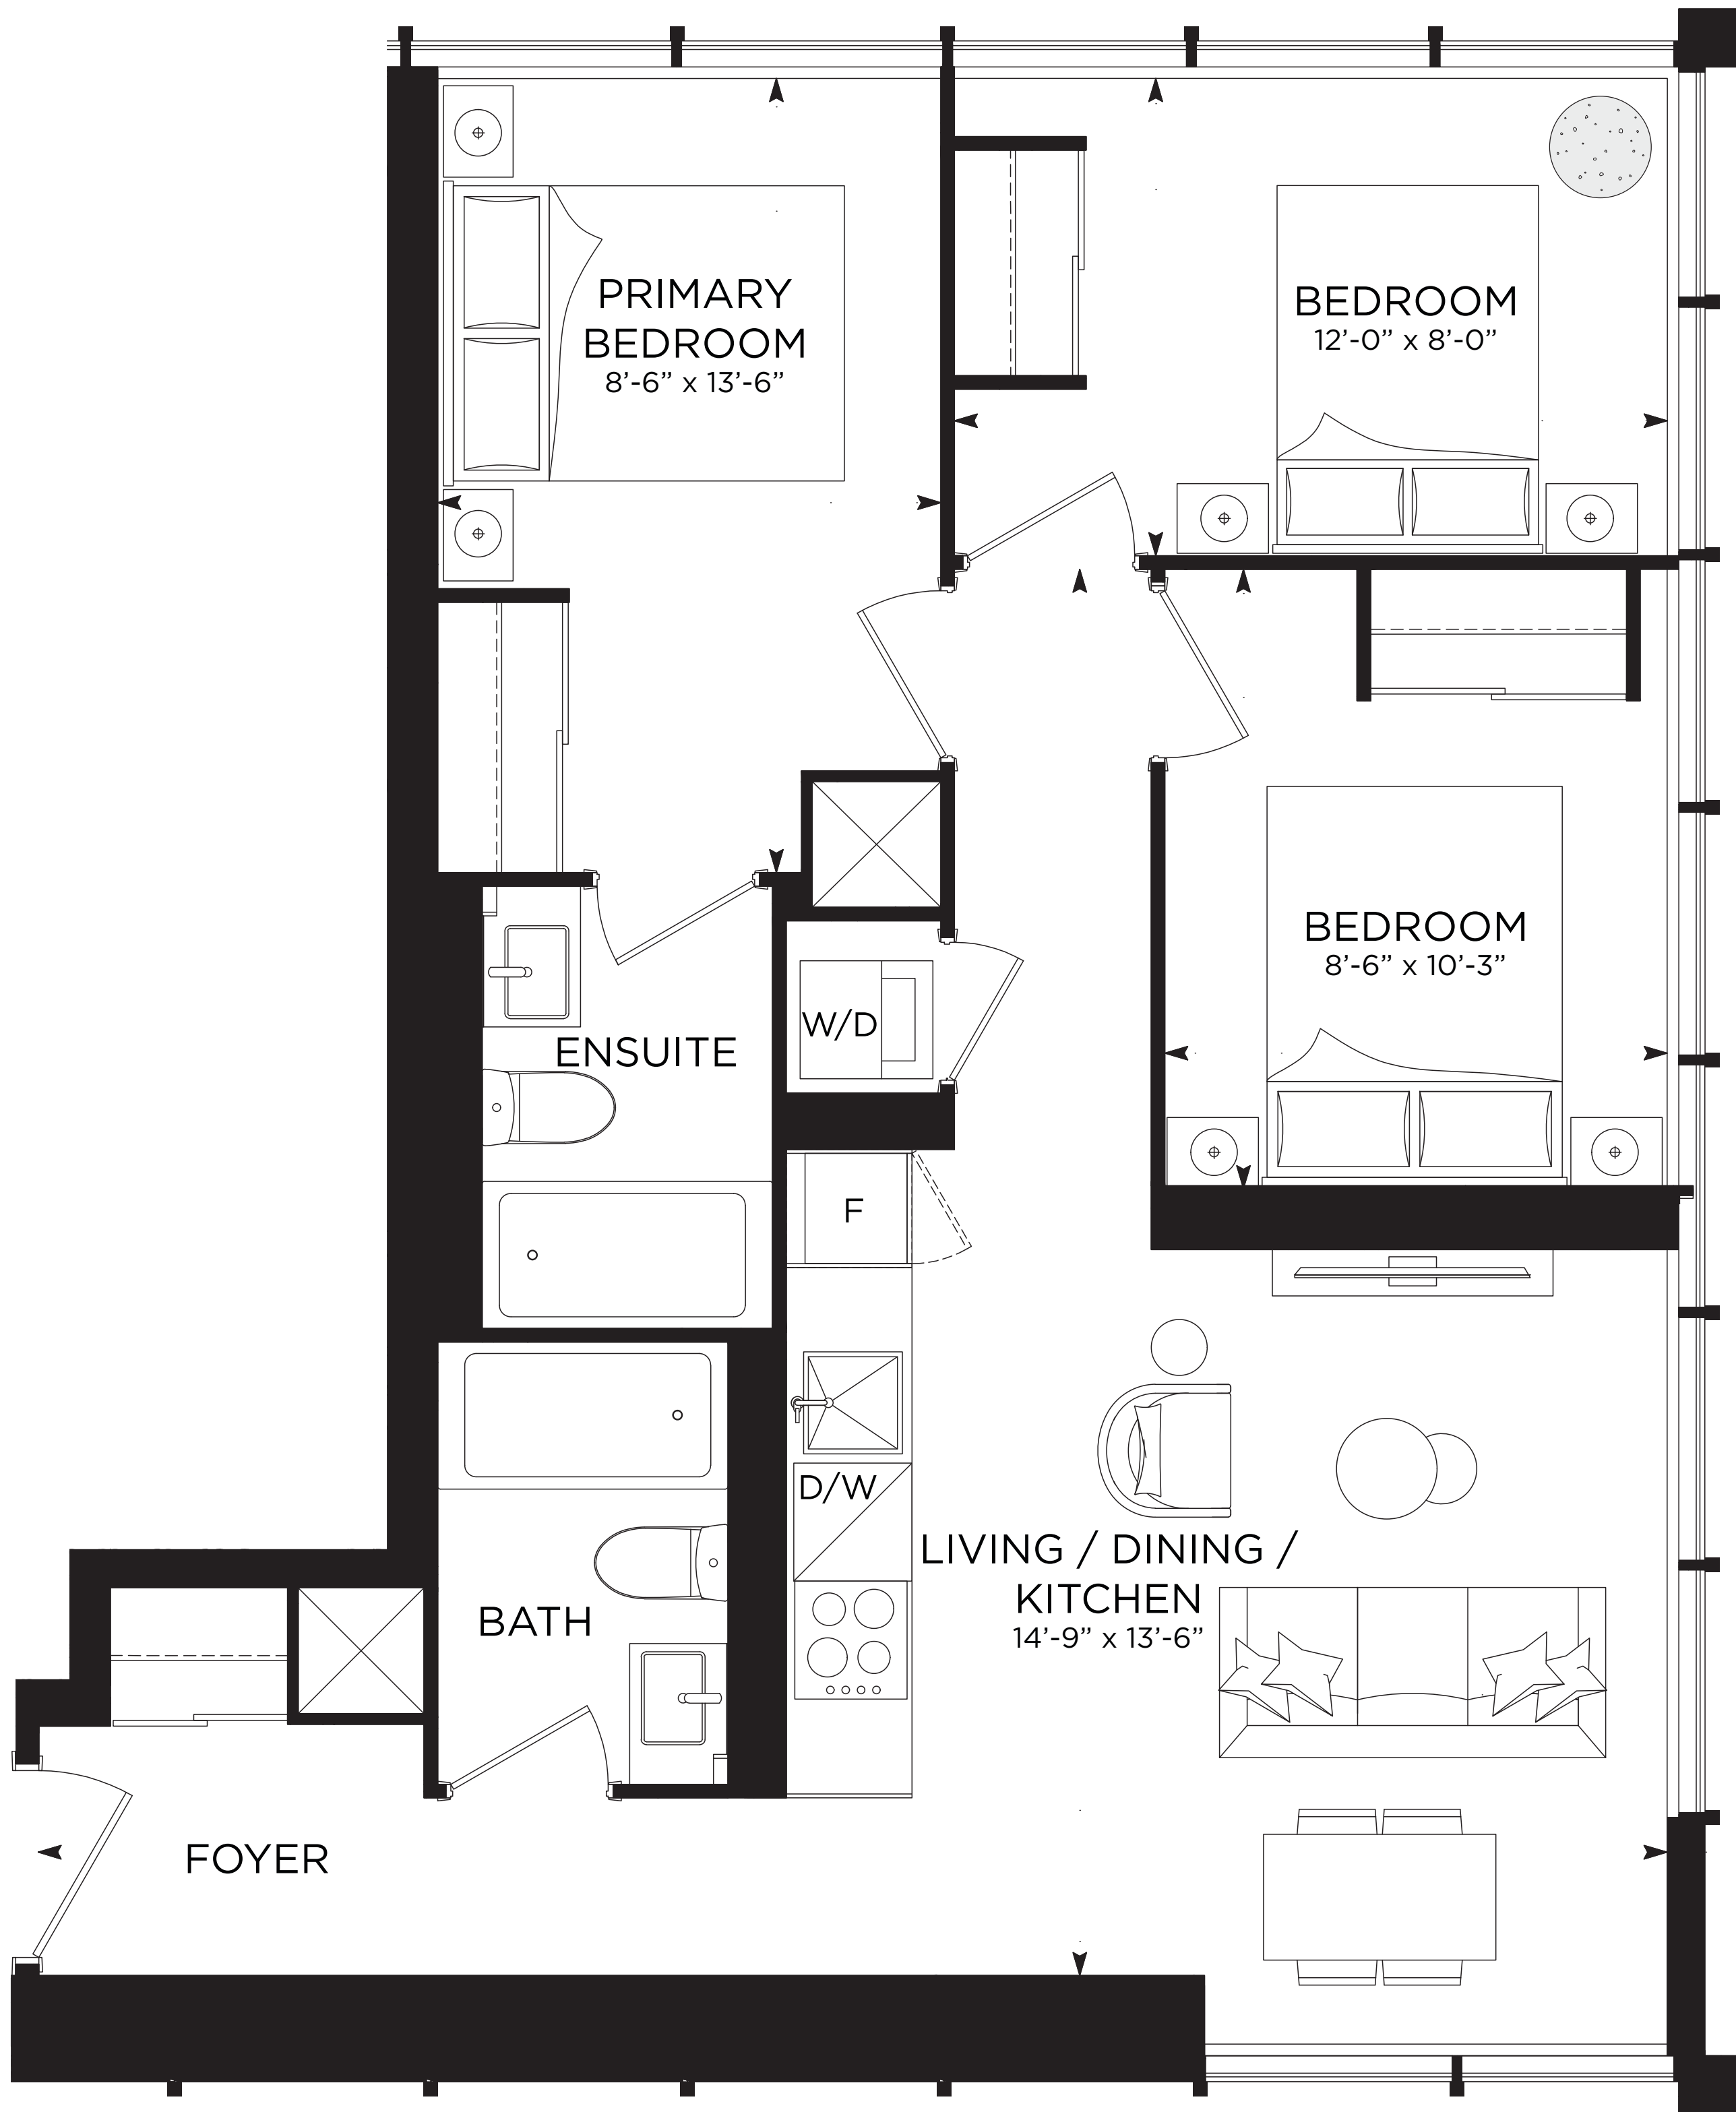 PRIMARY
BEDROOM
8’-6” x 13’-6”
BEDROOM
12’-0” x 8’-0”
BEDROOM
8’-6” x 10’-3”
W/D
ENSUITE
F
D/W
LIVING / DINING /
KITCHEN
14’-9” x 13’-6”
BATH
FOYER